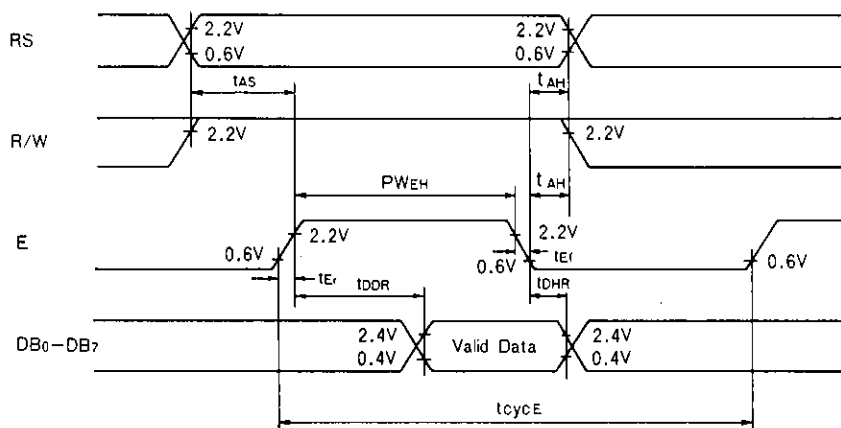 RS
2.2V
0.6V
2.2V
0.6V
tAS
tAH
R/W
2.2V
2.2V
PWEH
tAH
E
0.6V
2.2V
2.2V
0.6V
tEf
0.6V
tEr
tDDR
tDHR
DB0-DB7
2.4V
0.4V
Valid Data
2.4V
0.4V
tcycE